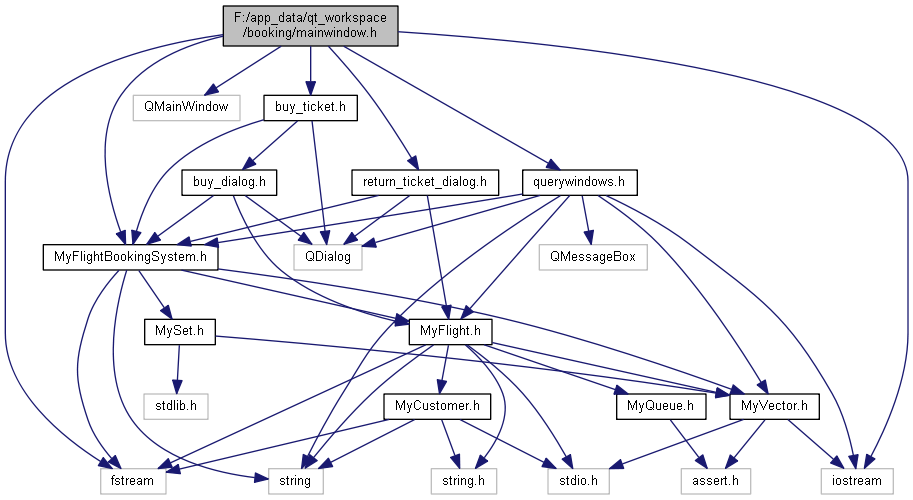 F:/app_data/qt_workspace
/booking/mainwindow.h
QMainWindow
buy_ticket.h
buy_dialog.h
return_ticket_dialog.h
querywindows.h
MyFlightBookingSystem.h
QDialog
QMessageBox
MySet.h
MyFlight.h
stdlib.h
MyCustomer.h
MyQueue.h
MyVector.h
fstream
string
string.h
stdio.h
assert.h
iostream